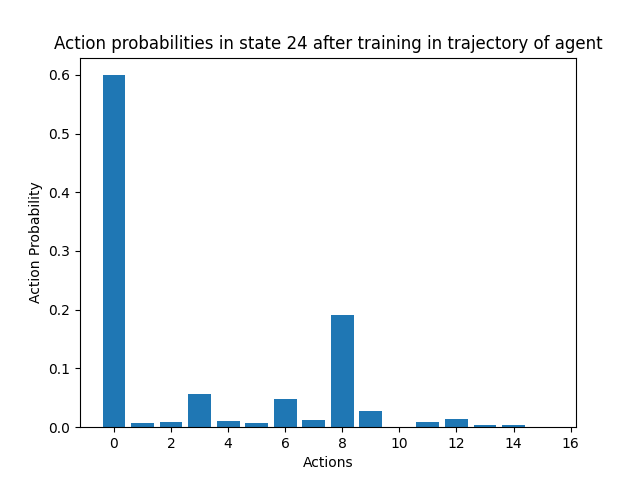 Action probabilities in state 24 after training in trajectory of agent
0.6
0.5
0.4
0.3
0.2
0.1
0.0
Action Probability
0 2 4 6 8 10 12 14 16
Actions